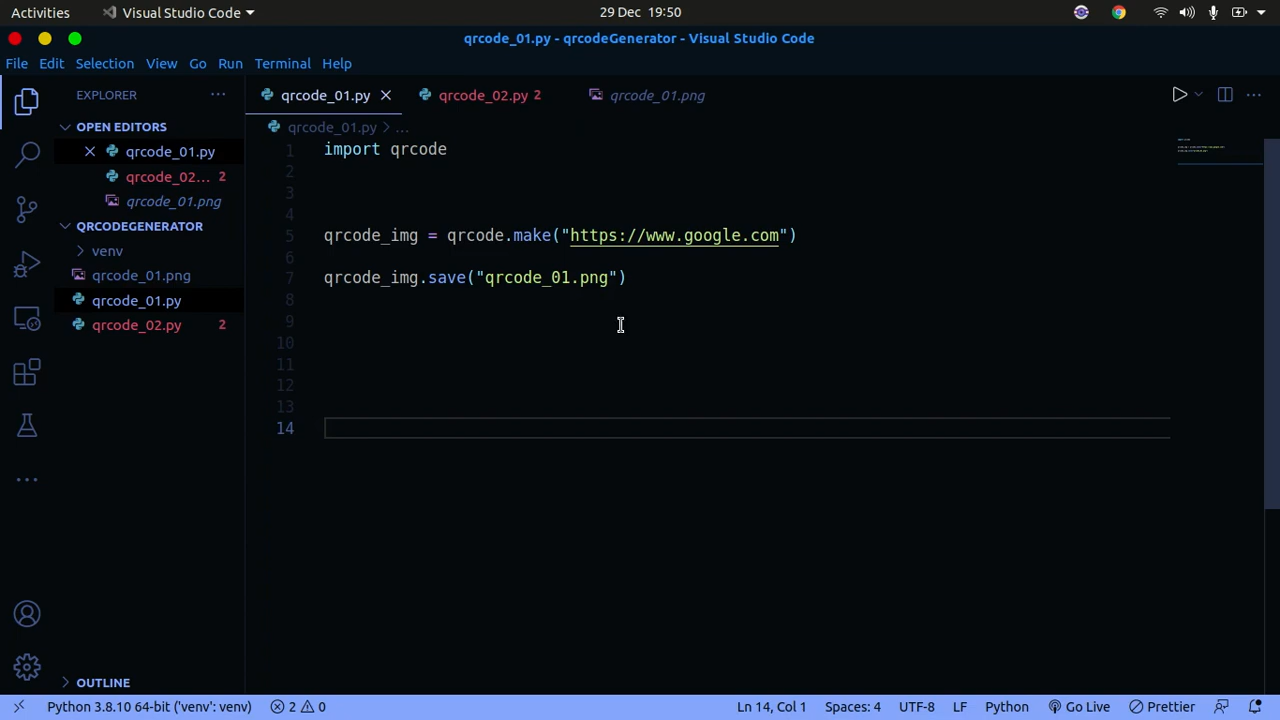 Activities
Visual Studio Code
29 Dec 19:50
qrcode_01.py - qrcodeGenerator - Visual Studio Code
File Edit Selection View Go Run Terminal Help
EXPLORER
OPEN EDITORS
qrcode_01.py
qrcode_02... 2
qrcode_01.png
QRCODEGENERATOR
venv
qrcode_01.png
qrcode_01.py
qrcode_02.py 2
OUTLINE
qrcode_01.py
qrcode_02.py 2
qrcode_01.png
qrcode_01.py > ...
1 import qrcode
2
3
4
5 qrcode_img = qrcode.make("https://www.google.com")
6
7 qrcode_img.save("qrcode_01.png")
8
9
10
11
12
13
14
Python 3.8.10 64-bit ('venv': venv) 2 0 Ln 14, Col 1 Spaces: 4 UTF-8 LF Python Go Live Prettier